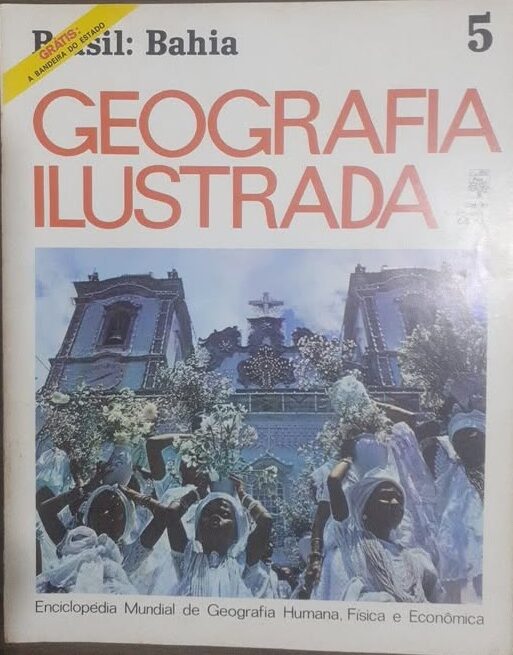 GRÁTIS:
A BANDEIRA DO ESTADO
Brasil: Bahia
5
GEOGRAFIA
ILUSTRADA
Enciclopédia Mundial de Geografia Humana, Física e Econômica